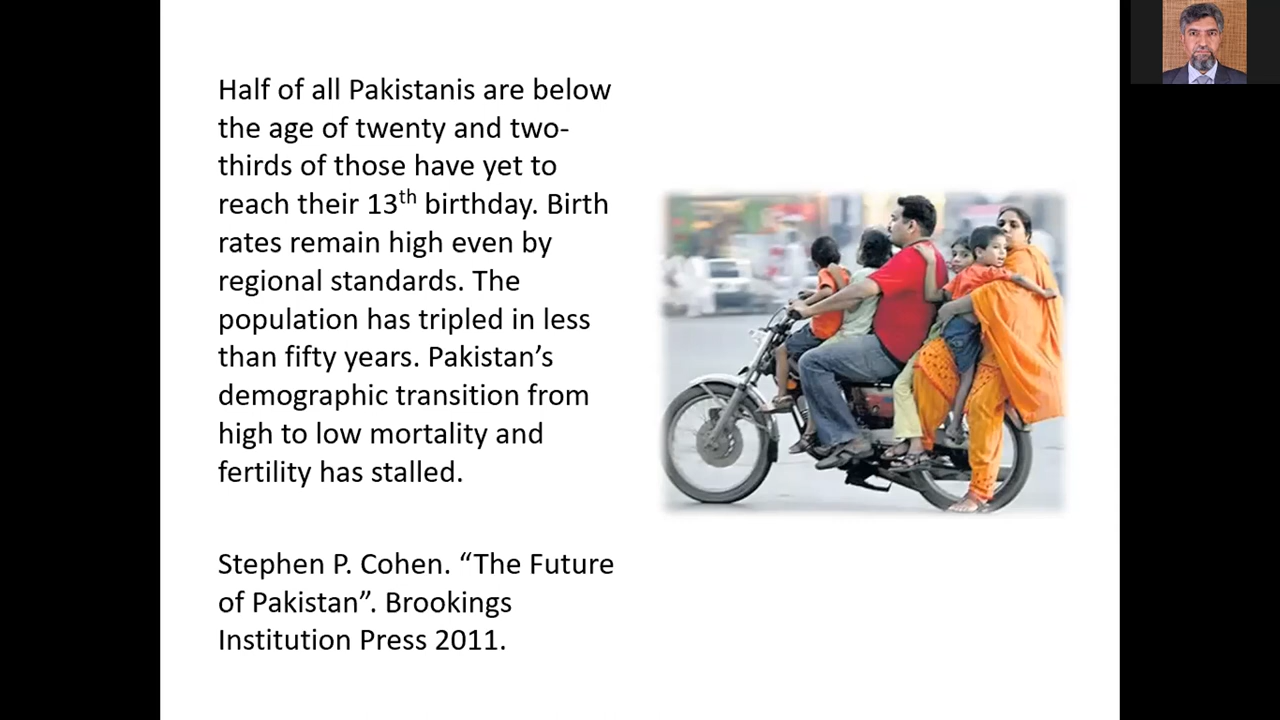 Half of all Pakistanis are below
the age of twenty and two-
thirds of those have yet to
reach their 13th birthday. Birth
rates remain high even by
regional standards. The
population has tripled in less
than fifty years. Pakistan’s
demographic transition from
high to low mortality and
fertility has stalled.
Stephen P. Cohen. “The Future
of Pakistan”. Brookings
Institution Press 2011.